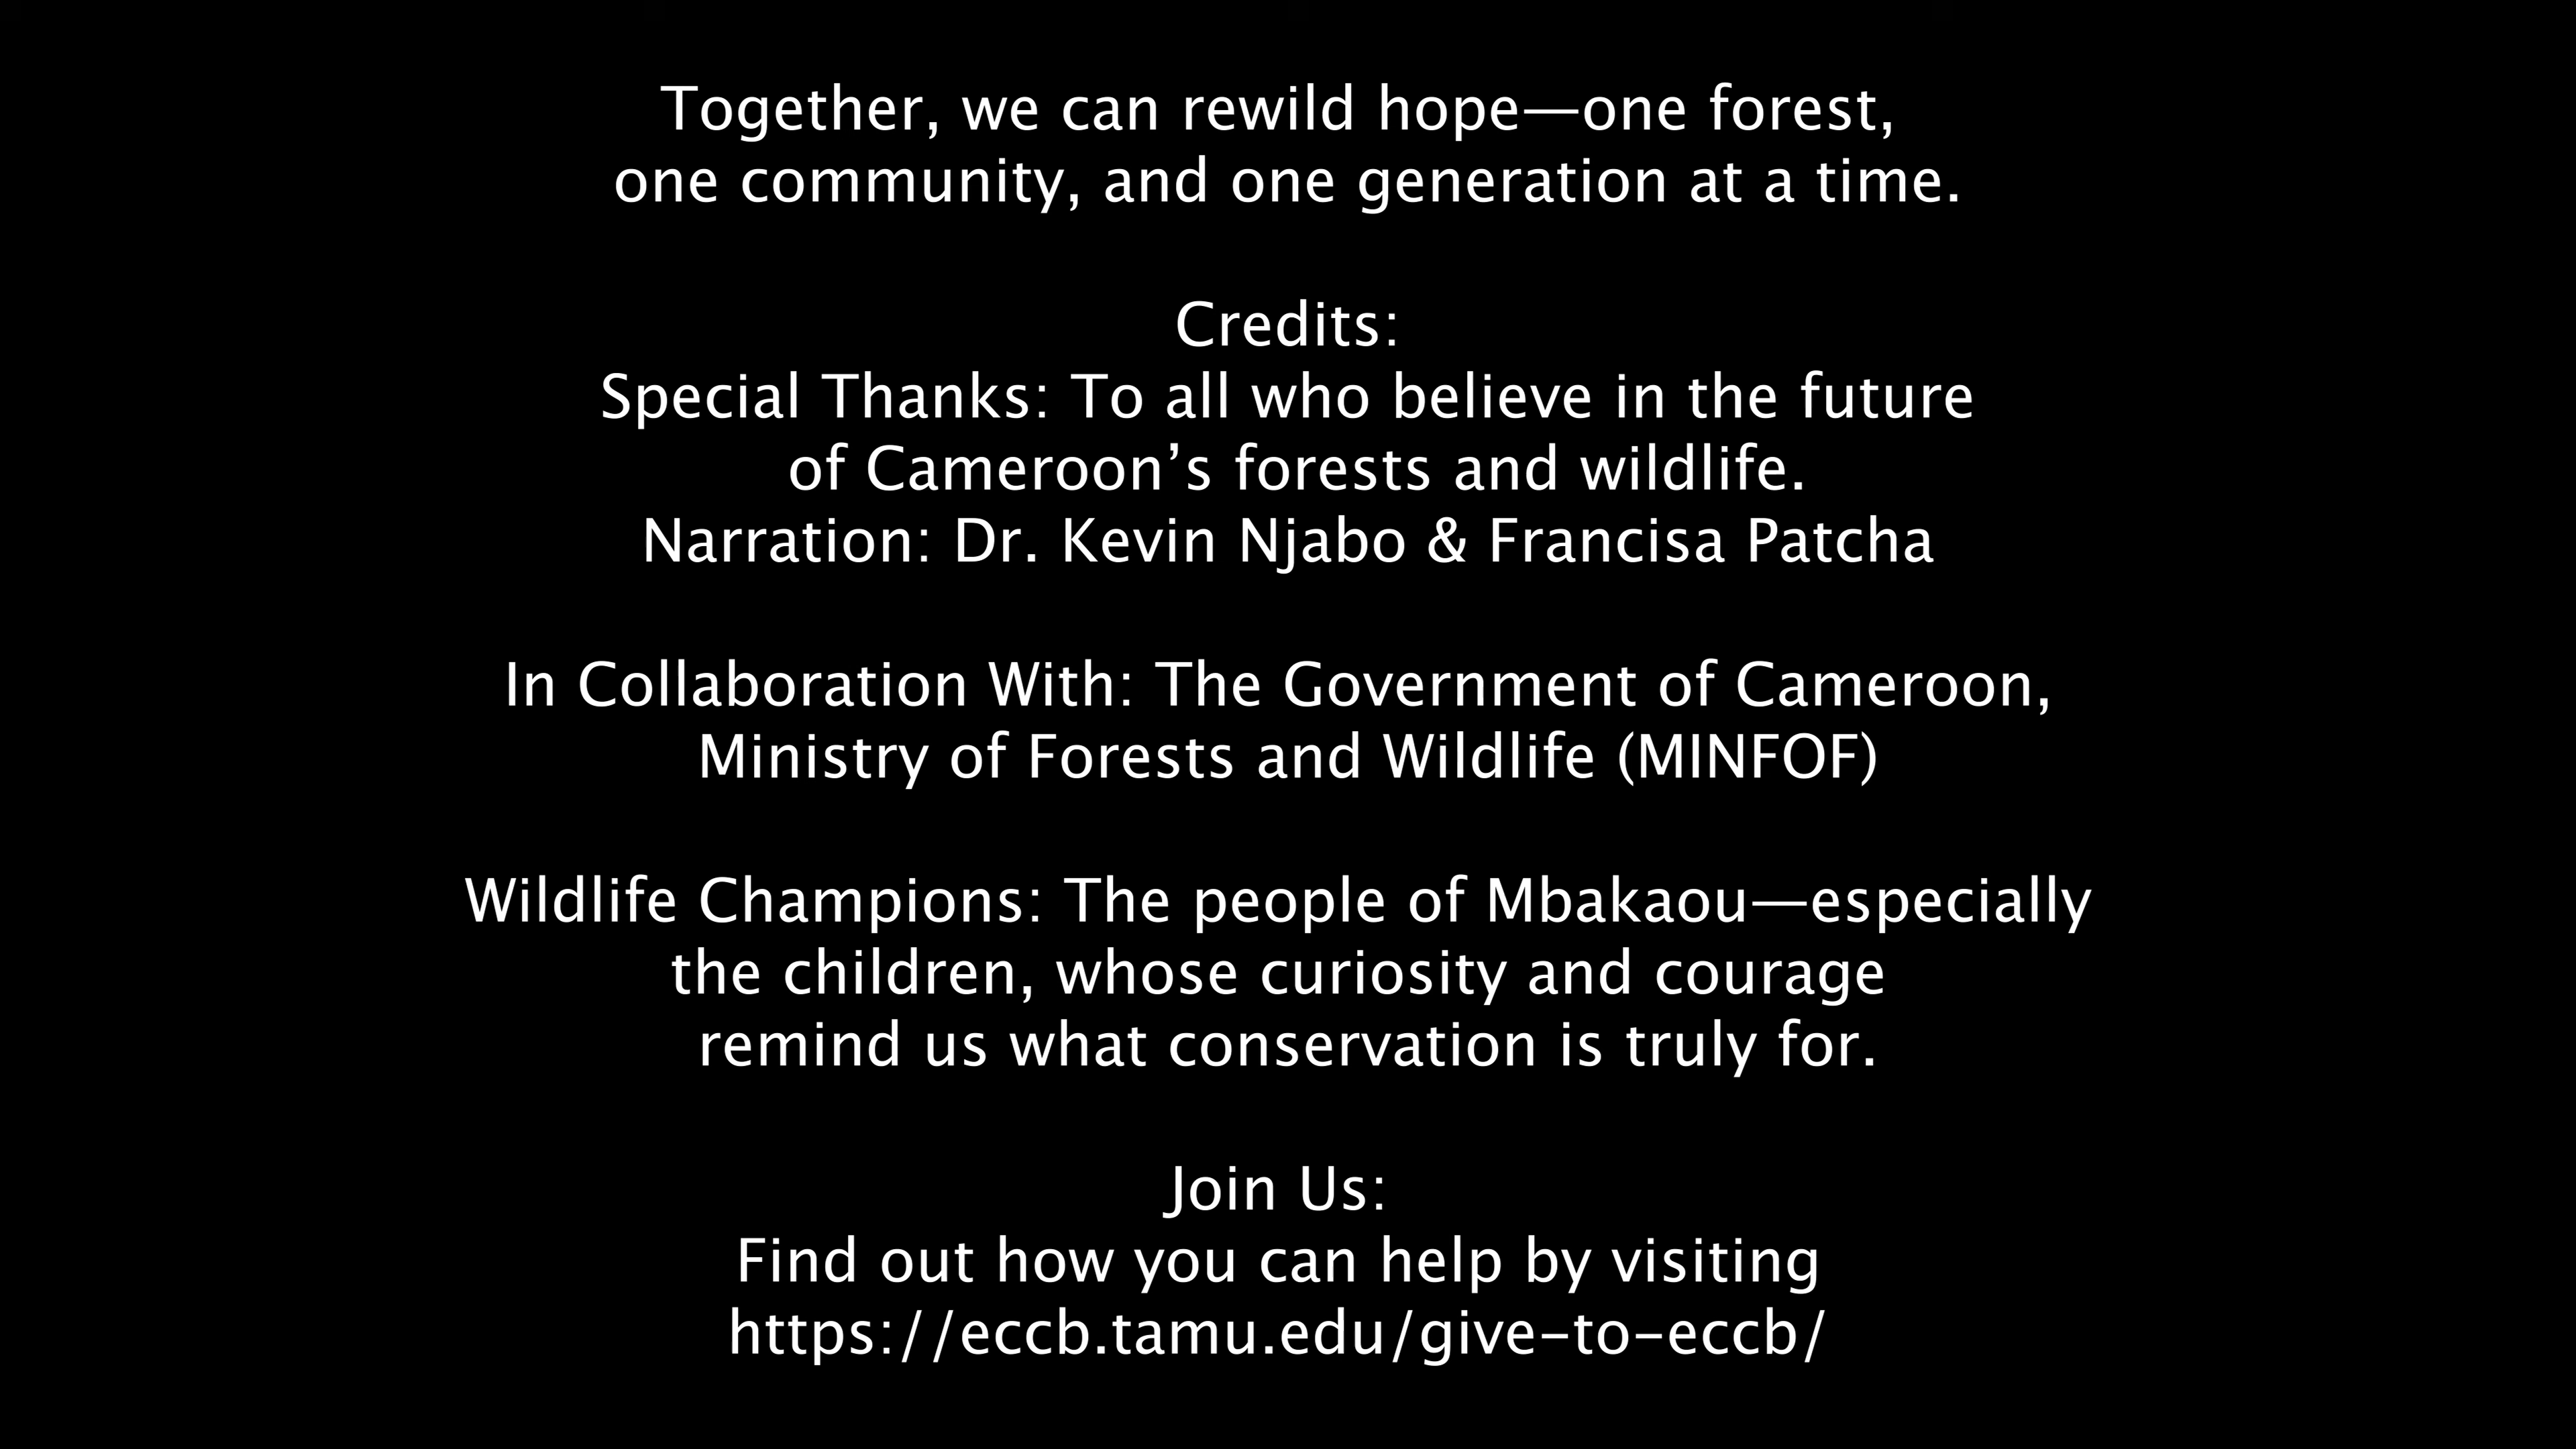 Together, we can rewild hope—one forest,
one community, and one generation at a time.
Credits:
Special Thanks: To all who believe in the future
of Cameroon’s forests and wildlife.
Narration: Dr. Kevin Njabo & Francisa Patcha
In Collaboration With: The Government of Cameroon,
Ministry of Forests and Wildlife (MINFOF)
Wildlife Champions: The people of Mbakaou—especially
the children, whose curiosity and courage
remind us what conservation is truly for.
Join Us:
Find out how you can help by visiting
https://eccb.tamu.edu/give-to-eccb/